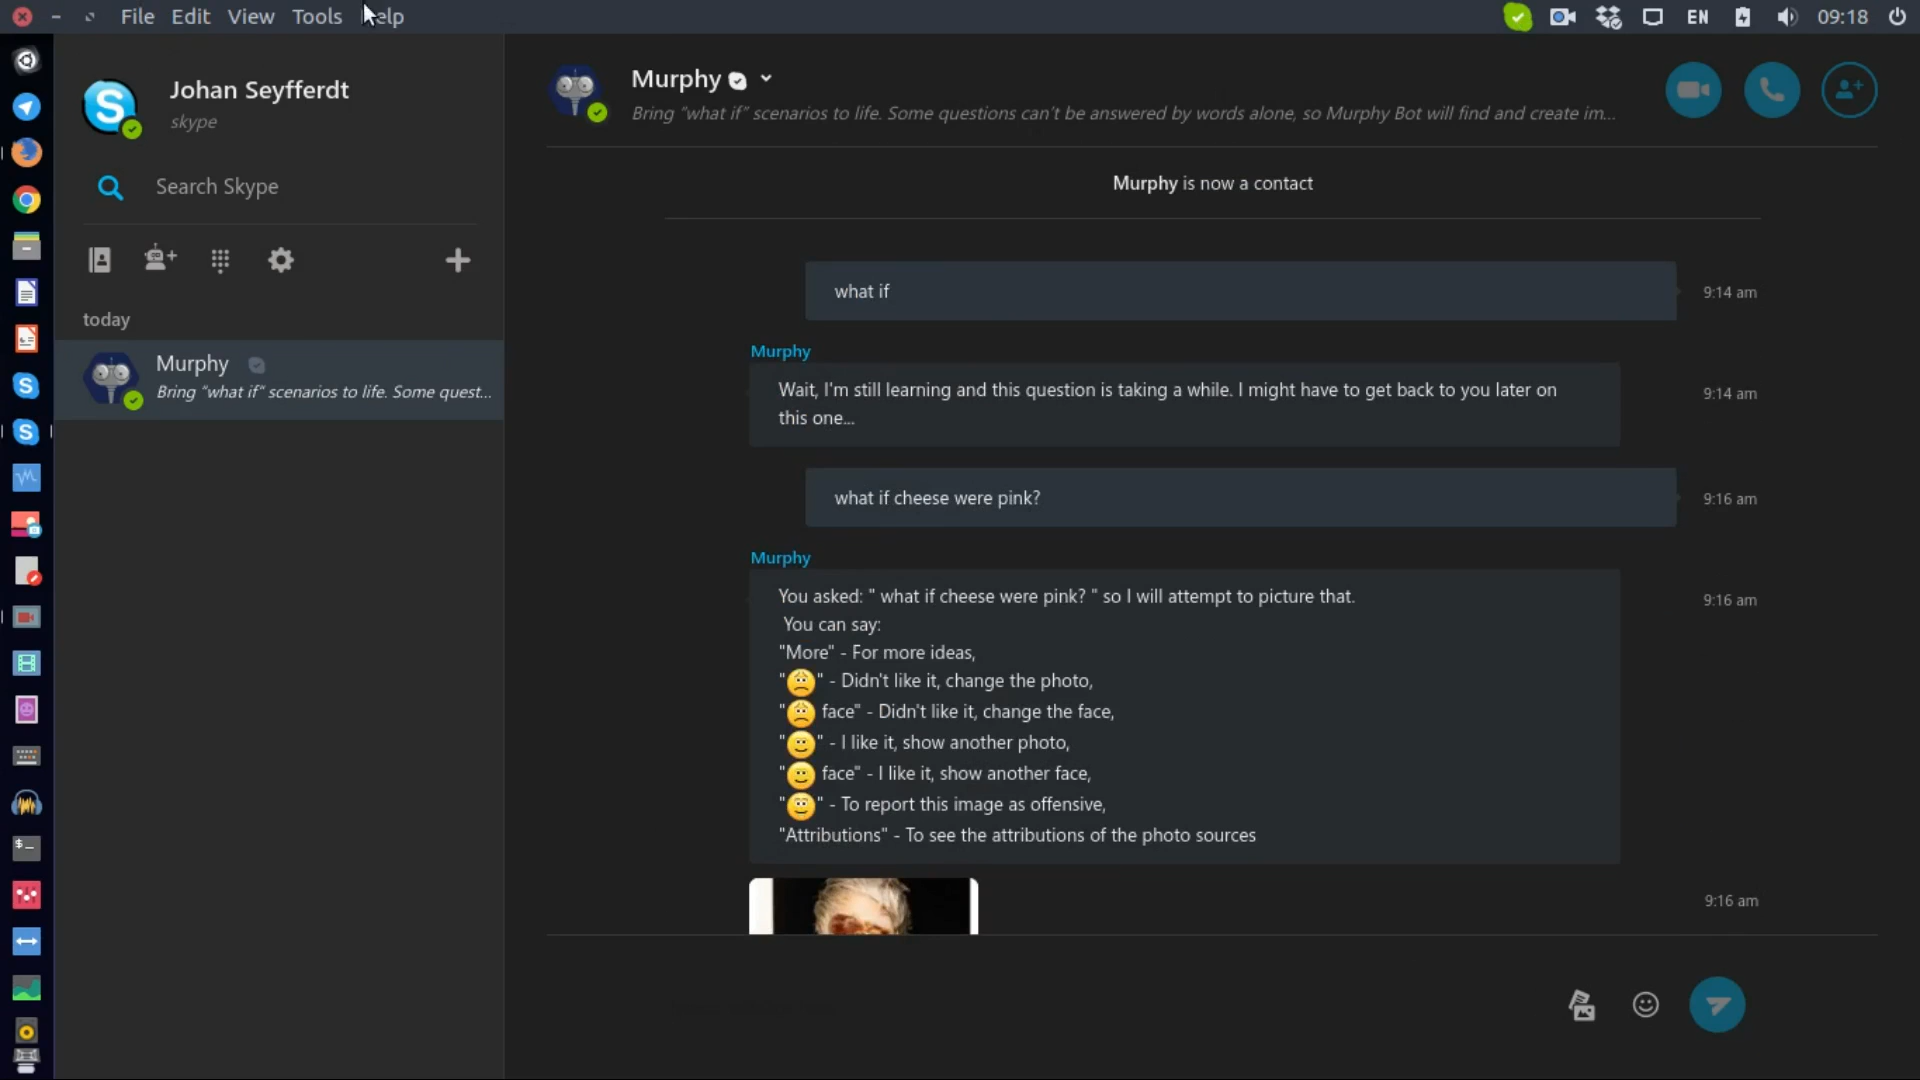 File Edit View Tools Help
EN 09:18
Johan Seyfferdt
skype
Search Skype
today
Murphy
Bring "what if" scenarios to life. Some quest...
Murphy
Bring "what if" scenarios to life. Some questions can't be answered by words alone, so Murphy Bot will find and create im...
Murphy is now a contact
what if
9:14 am
Murphy
Wait, I'm still learning and this question is taking a while. I might have to get back to you later on
this one...
9:14 am
what if cheese were pink?
9:16 am
Murphy
You asked: " what if cheese were pink? " so I will attempt to picture that.
9:16 am
You can say:
"More" - For more ideas,
"☹" - Didn't like it, change the photo,
"☹ face" - Didn't like it, change the face,
"🙂" - I like it, show another photo,
"🙂 face" - I like it, show another face,
"😊" - To report this image as offensive,
"Attributions" - To see the attributions of the photo sources
9:16 am